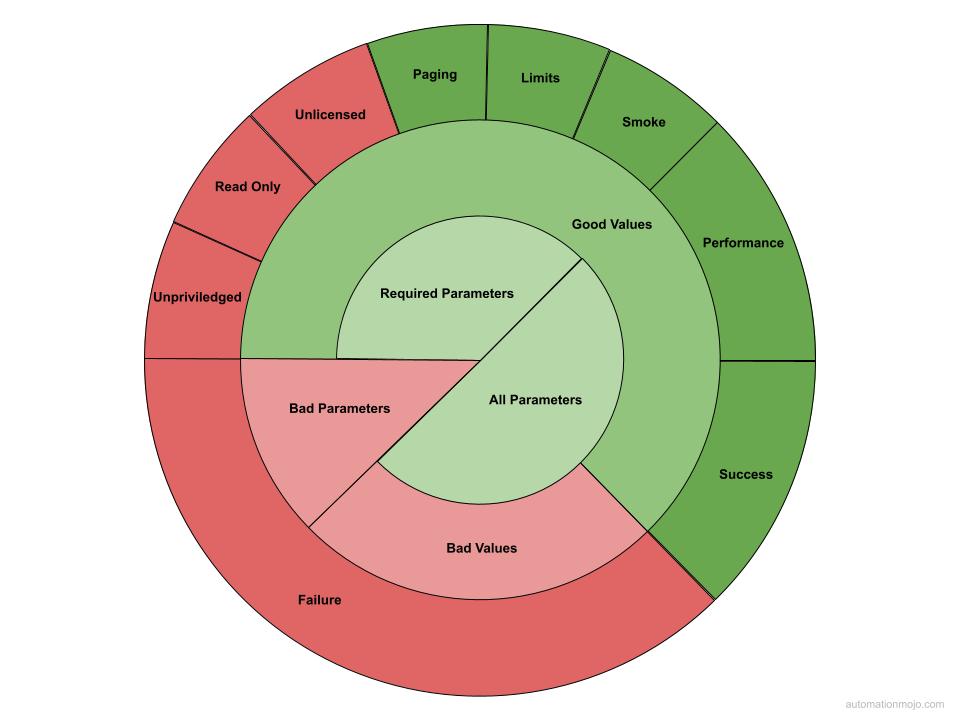 Paging
Limits
Unlicensed
Smoke
Read Only
Good Values
Performance
Required Parameters
Unpriviledged
All Parameters
Bad Parameters
Success
Bad Values
Failure
automationmojo.com